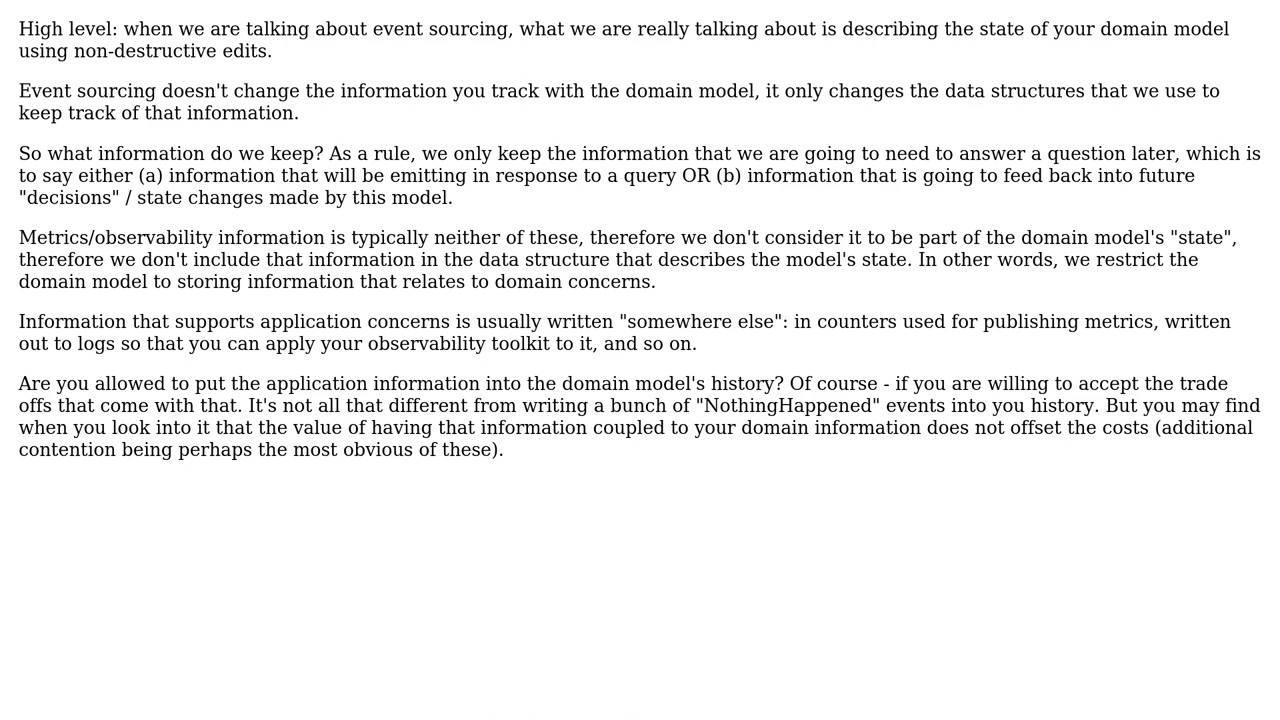 High level: when we are talking about event sourcing, what we are really talking about is describing the state of your domain model
using non-destructive edits.
Event sourcing doesn't change the information you track with the domain model, it only changes the data structures that we use to
keep track of that information.
So what information do we keep? As a rule, we only keep the information that we are going to need to answer a question later, which is
to say either (a) information that will be emitting in response to a query OR (b) information that is going to feed back into future
"decisions" / state changes made by this model.
Metrics/observability information is typically neither of these, therefore we don't consider it to be part of the domain model's "state",
therefore we don't include that information in the data structure that describes the model's state. In other words, we restrict the
domain model to storing information that relates to domain concerns.
Information that supports application concerns is usually written "somewhere else": in counters used for publishing metrics, written
out to logs so that you can apply your observability toolkit to it, and so on.
Are you allowed to put the application information into the domain model's history? Of course - if you are willing to accept the trade
offs that come with that. It's not all that different from writing a bunch of "NothingHappened" events into you history. But you may find
when you look into it that the value of having that information coupled to your domain information does not offset the costs (additional
contention being perhaps the most obvious of these).